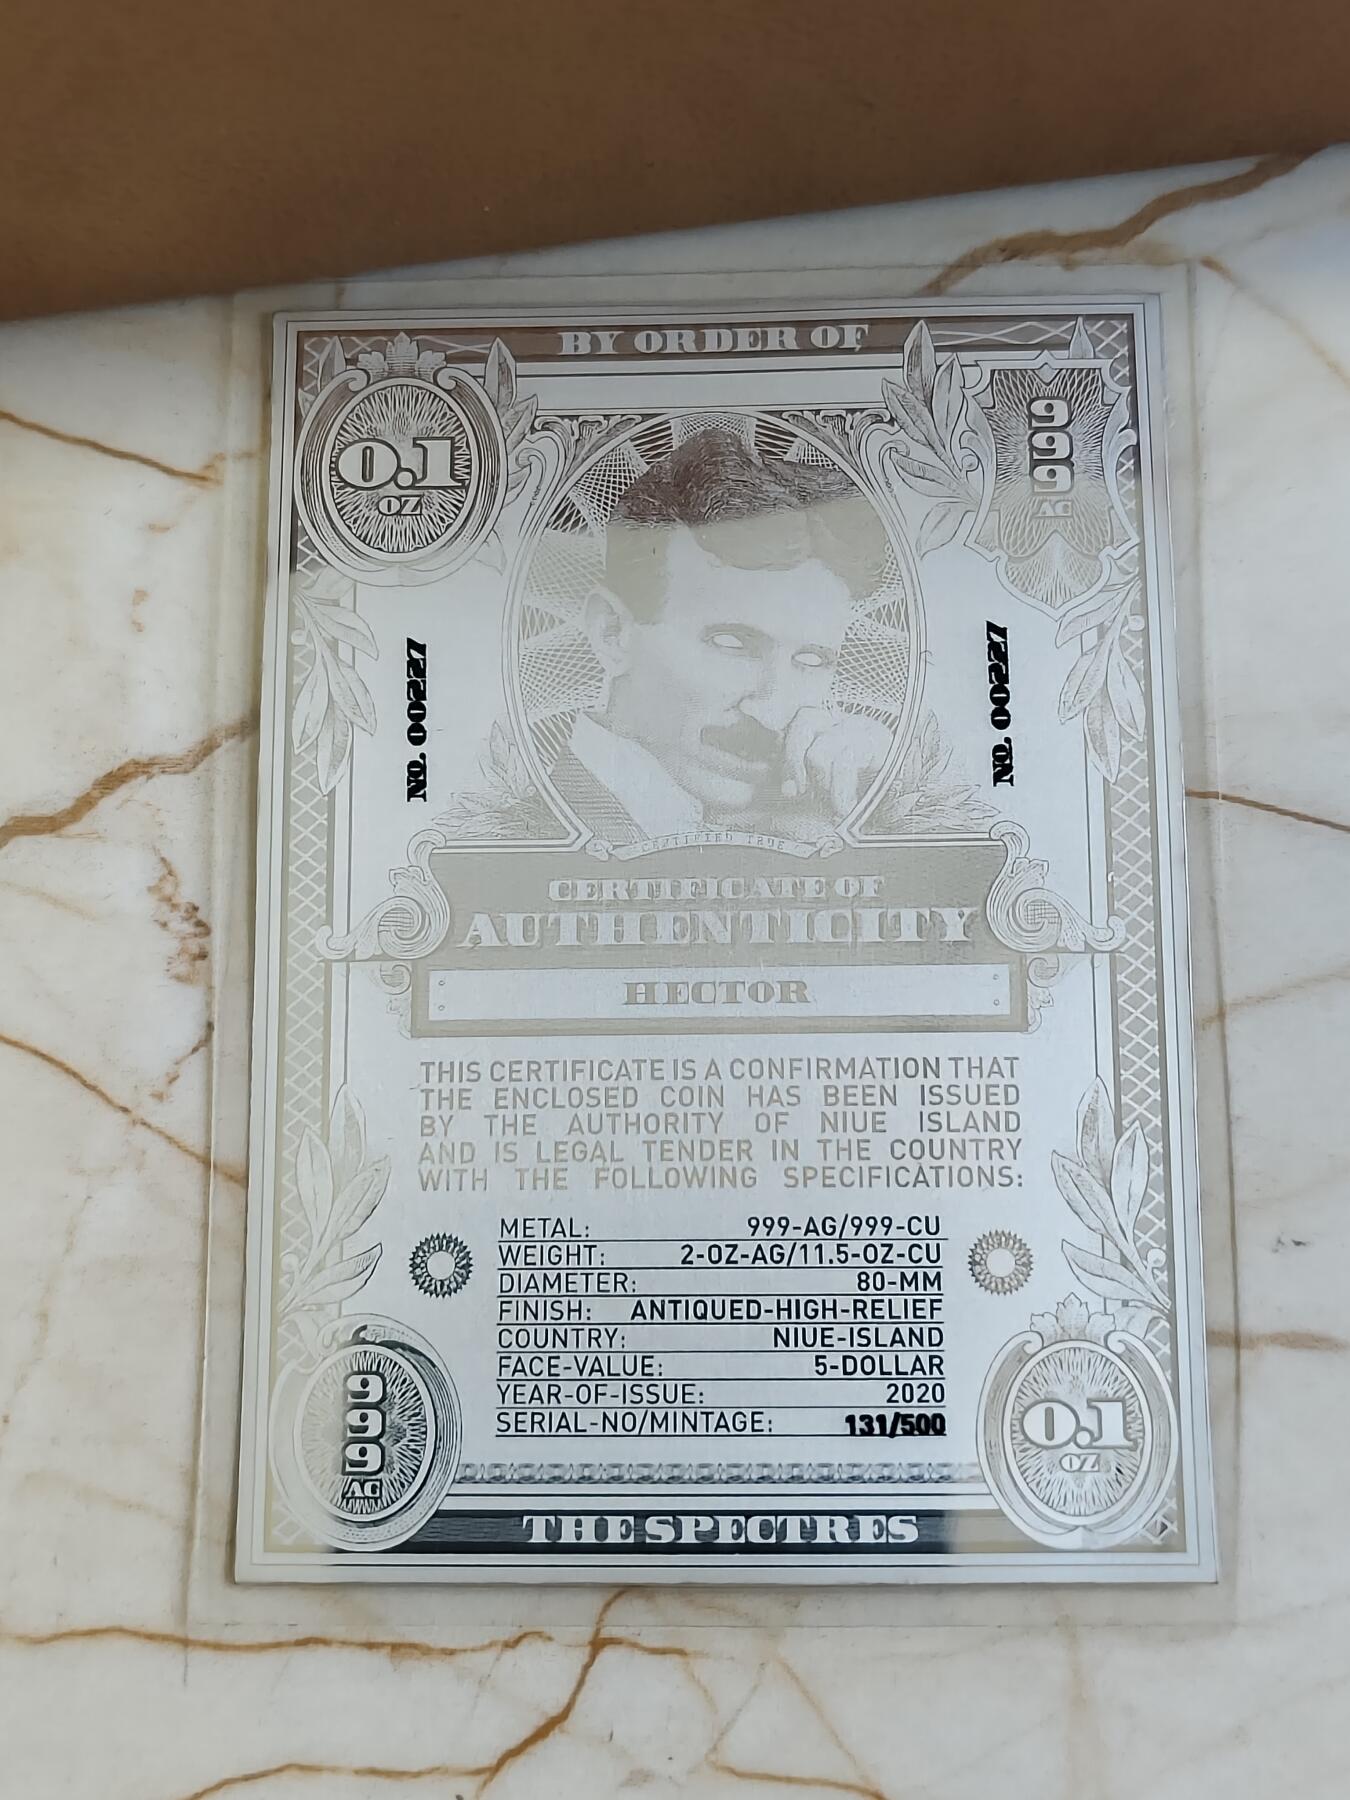 BY ORDER OF
0.1
OZ
999
AG
NO. 00227
NO. 00227
CERTIFIED TRUE
CERTIFICATE OF
AUTHENTICITY
HECTOR
THIS CERTIFICATE IS A CONFIRMATION THAT
THE ENCLOSED COIN HAS BEEN ISSUED
BY THE AUTHORITY OF NIUE ISLAND
AND IS LEGAL TENDER IN THE COUNTRY
WITH THE FOLLOWING SPECIFICATIONS:
METAL: 999-AG/999-CU
WEIGHT: 2-OZ-AG/11.5-OZ-CU
DIAMETER: 80-MM
FINISH: ANTIQUED-HIGH-RELIEF
COUNTRY: NIUE-ISLAND
FACE-VALUE: 5-DOLLAR
YEAR-OF-ISSUE: 2020
SERIAL-NO/MINTAGE: 131/500
999
AG
0.1
OZ
THE SPECTRES